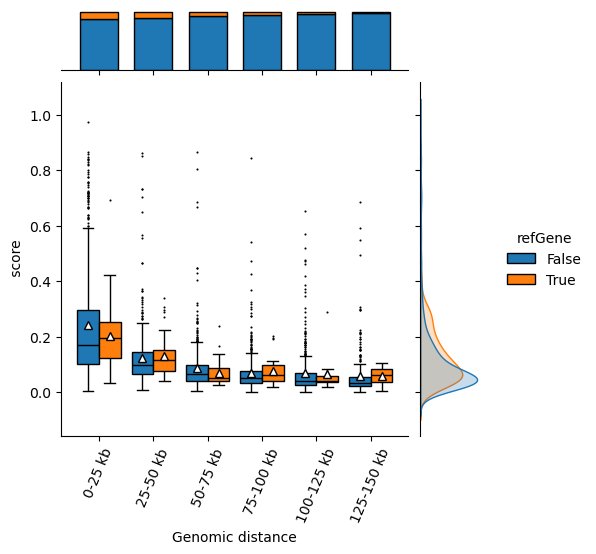 1.0
0.8
0.6
0.4
0.2
0.0
score
0-25 kb
25-50 kb
50-75 kb
75-100 kb
100-125 kb
125-150 kb
Genomic distance
refGene
False
True